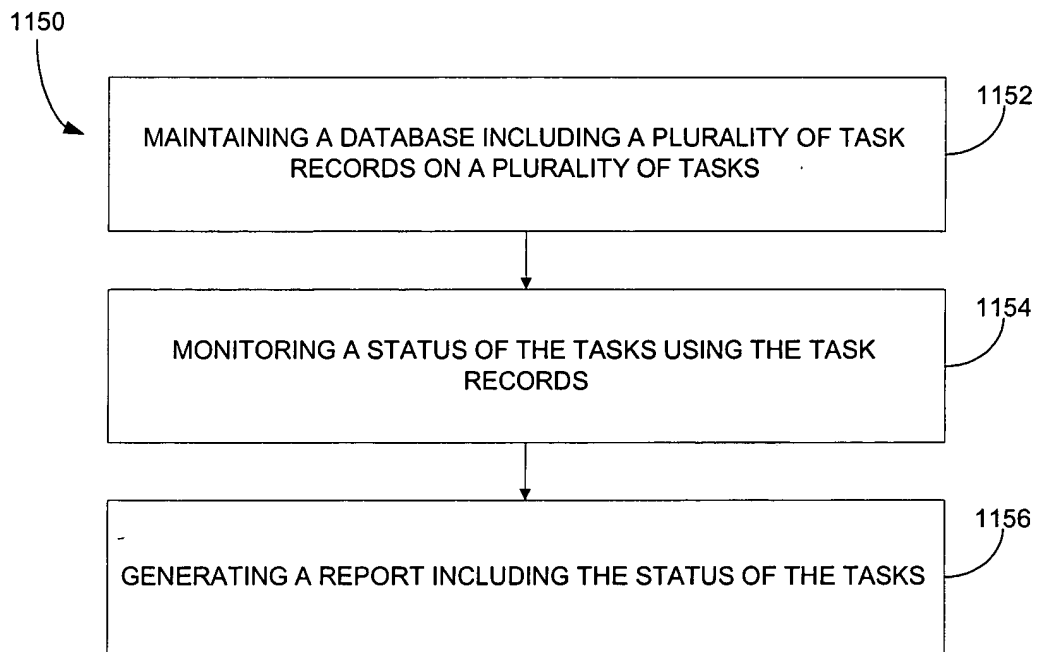 1150
1152
MAINTAINING A DATABASE INCLUDING A PLURALITY OF TASK
RECORDS ON A PLURALITY OF TASKS
1154
MONITORING A STATUS OF THE TASKS USING THE TASK
RECORDS
1156
GENERATING A REPORT INCLUDING THE STATUS OF THE TASKS